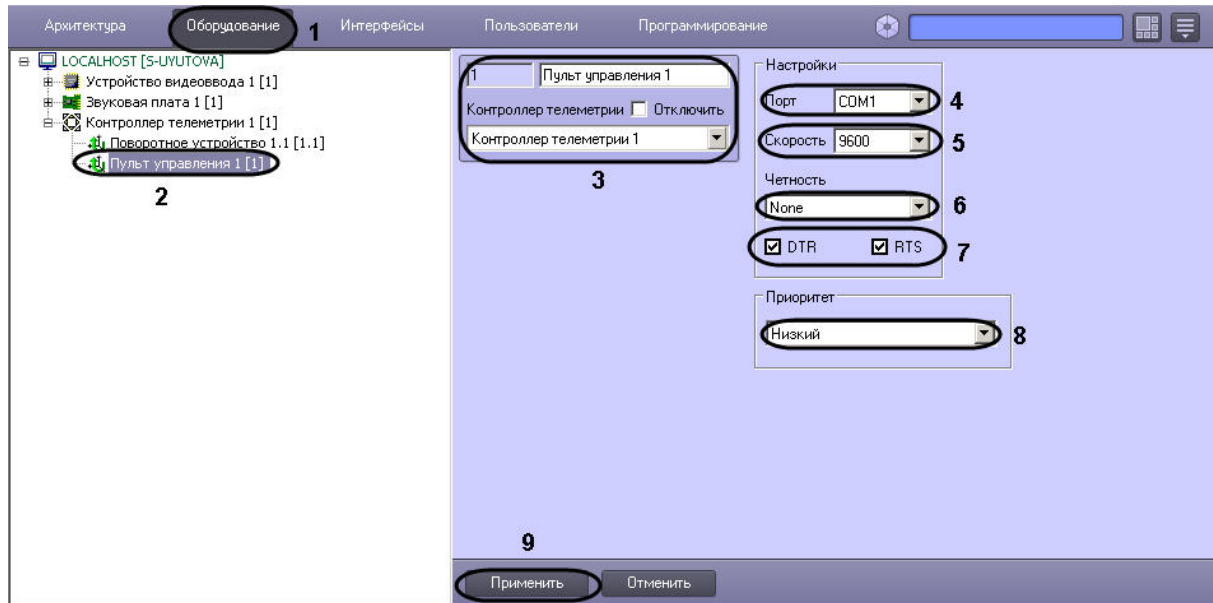 Архитектура Оборудование 1 Интерфейсы Пользователи Программирование
LOCALHOST [S-UYUTOVA]
Устройство видеоввода 1 [1]
Звуковая плата 1 [1]
Контроллер телеметрии 1 [1]
Поворотное устройство 1.1 [1.1]
Пульт управления 1 [1]
2
1 Пульт управления 1
Контроллер телеметрии Отключить
Контроллер телеметрии 1
3
Настройки
Порт COM1 4
Скорость 9600 5
Четность
None 6
DTR RTS 7
Приоритет
Низкий 8
9
Применить Отменить